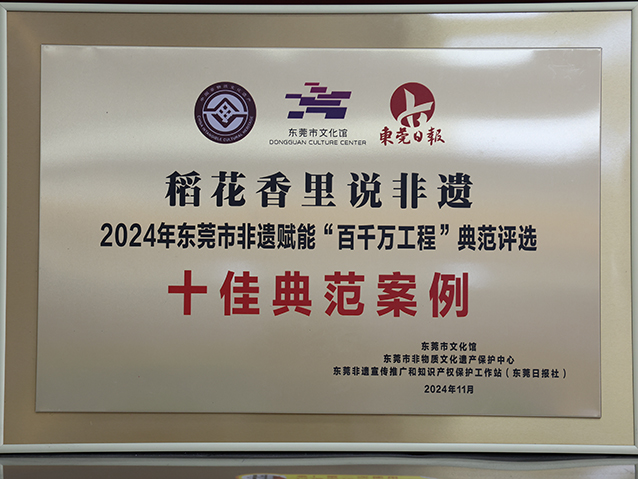 东莞市文化馆
DONGGUAN CULTURE CENTER
東莞日報
稻花香里说非遗
2024年东莞市非遗赋能“百千万工程”典范评选
十佳典范案例
东莞市文化馆
东莞市非物质文化遗产保护中心
东莞非遗宣传推广和知识产权保护工作站（东莞日报社）
2024年11月